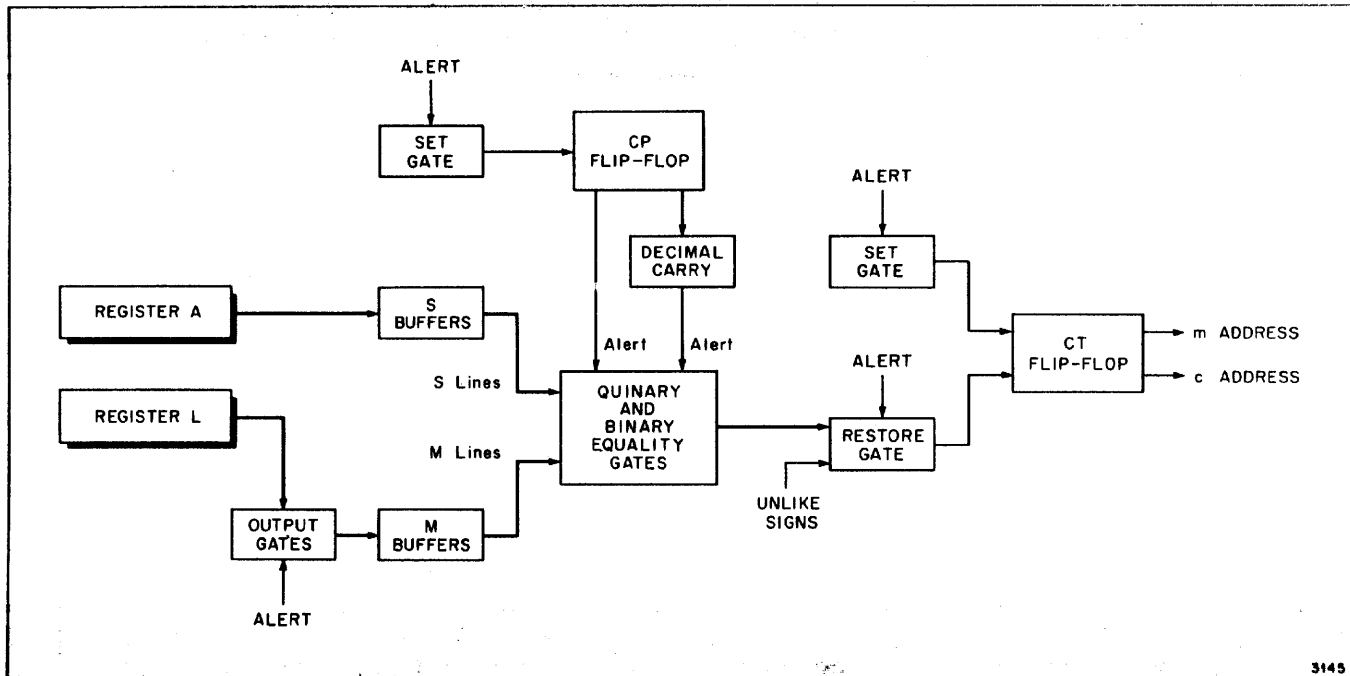 ALERT
SET
GATE
CP
FLIP-FLOP
ALERT
DECIMAL
CARRY
SET
GATE
REGISTER A
S
BUFFERS
Alert
Alert
CT
FLIP-FLOP
m ADDRESS
c ADDRESS
S Lines
ALERT
REGISTER L
QUINARY
AND
BINARY
EQUALITY
GATES
M Lines
RESTORE
GATE
UNLIKE
SIGNS
OUTPUT
GATES
M
BUFFERS
ALERT
3145